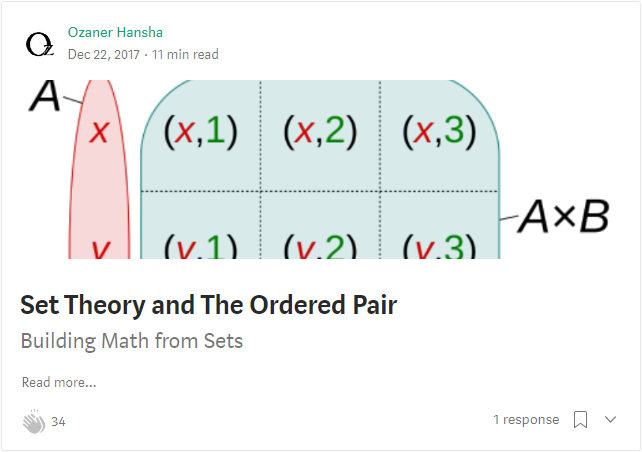 Oz
Ozaner Hansha
Dec 22, 2017 · 11 min read
A
x (x,1) (x,2) (x,3)
A×B
y (y,1) (y,2) (y,3)
Set Theory and The Ordered Pair
Building Math from Sets
Read more...
34 1 response